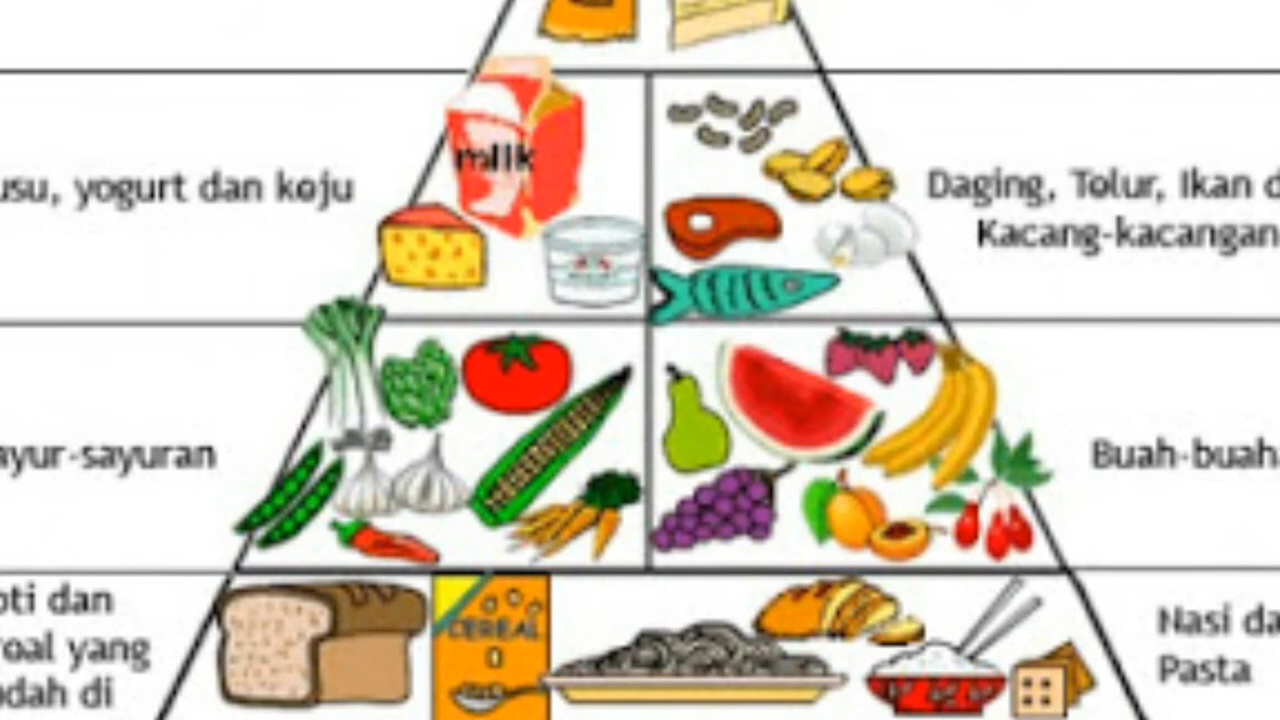 usu, yogurt dan keju
milk
Daging, Telur, Ikan d
Kacang-kacangan
ayur-sayuran
Buah-buah
oti dan
real yang
udah di
CEREAL
Nasi da
Pasta